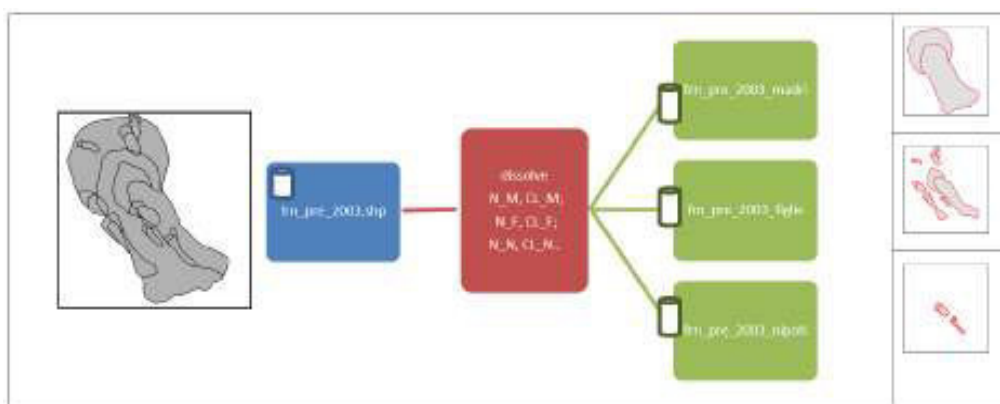 frn_pre_2003.shp
dissolve
N_M, CL_M;
N_F, CL_F;
N_N, CL_N...
frn_pre_2003_madri
frn_pre_2003_figlie
frn_pre_2003_nipoti